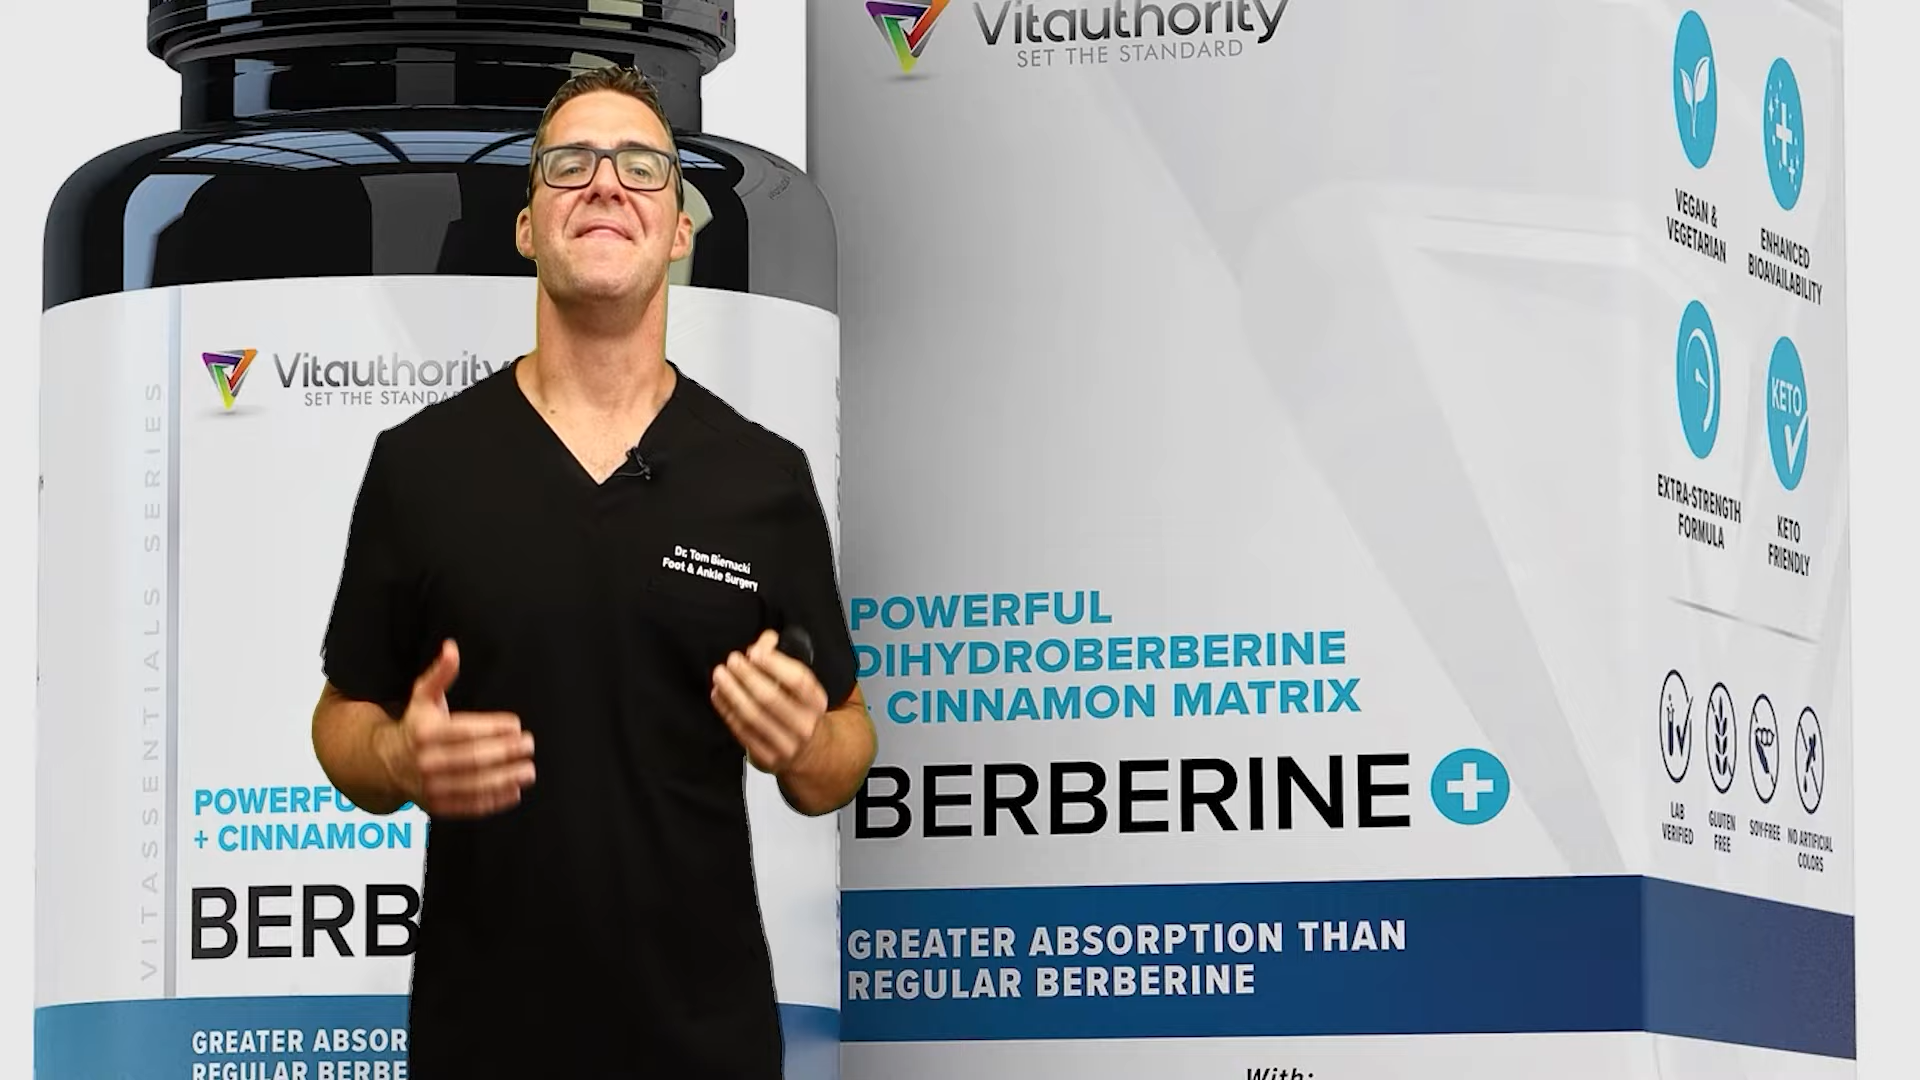 Vitauthority
SET THE STANDARD
VITASSENTIALS SERIES
POWERFU
+ CINNAMON
BERB
GREATER ABSOR
REGULAR BERBE
Dr. Tom Biernacki
Foot & Ankle Surgery
Vitauthority
SET THE STANDARD
POWERFUL
DIHYDROBERBERINE
CINNAMON MATRIX
BERBERINE+
GREATER ABSORPTION THAN
REGULAR BERBERINE
With:
VEGAN &
VEGETARIAN
ENHANCED
BIOAVAILABILITY
EXTRA-STRENGTH
FORMULA
KETO
KETO
FRIENDLY
LAB
VERIFIED
GLUTEN
FREE
SOY-FREE
NO ARTIFICIAL
COLORS